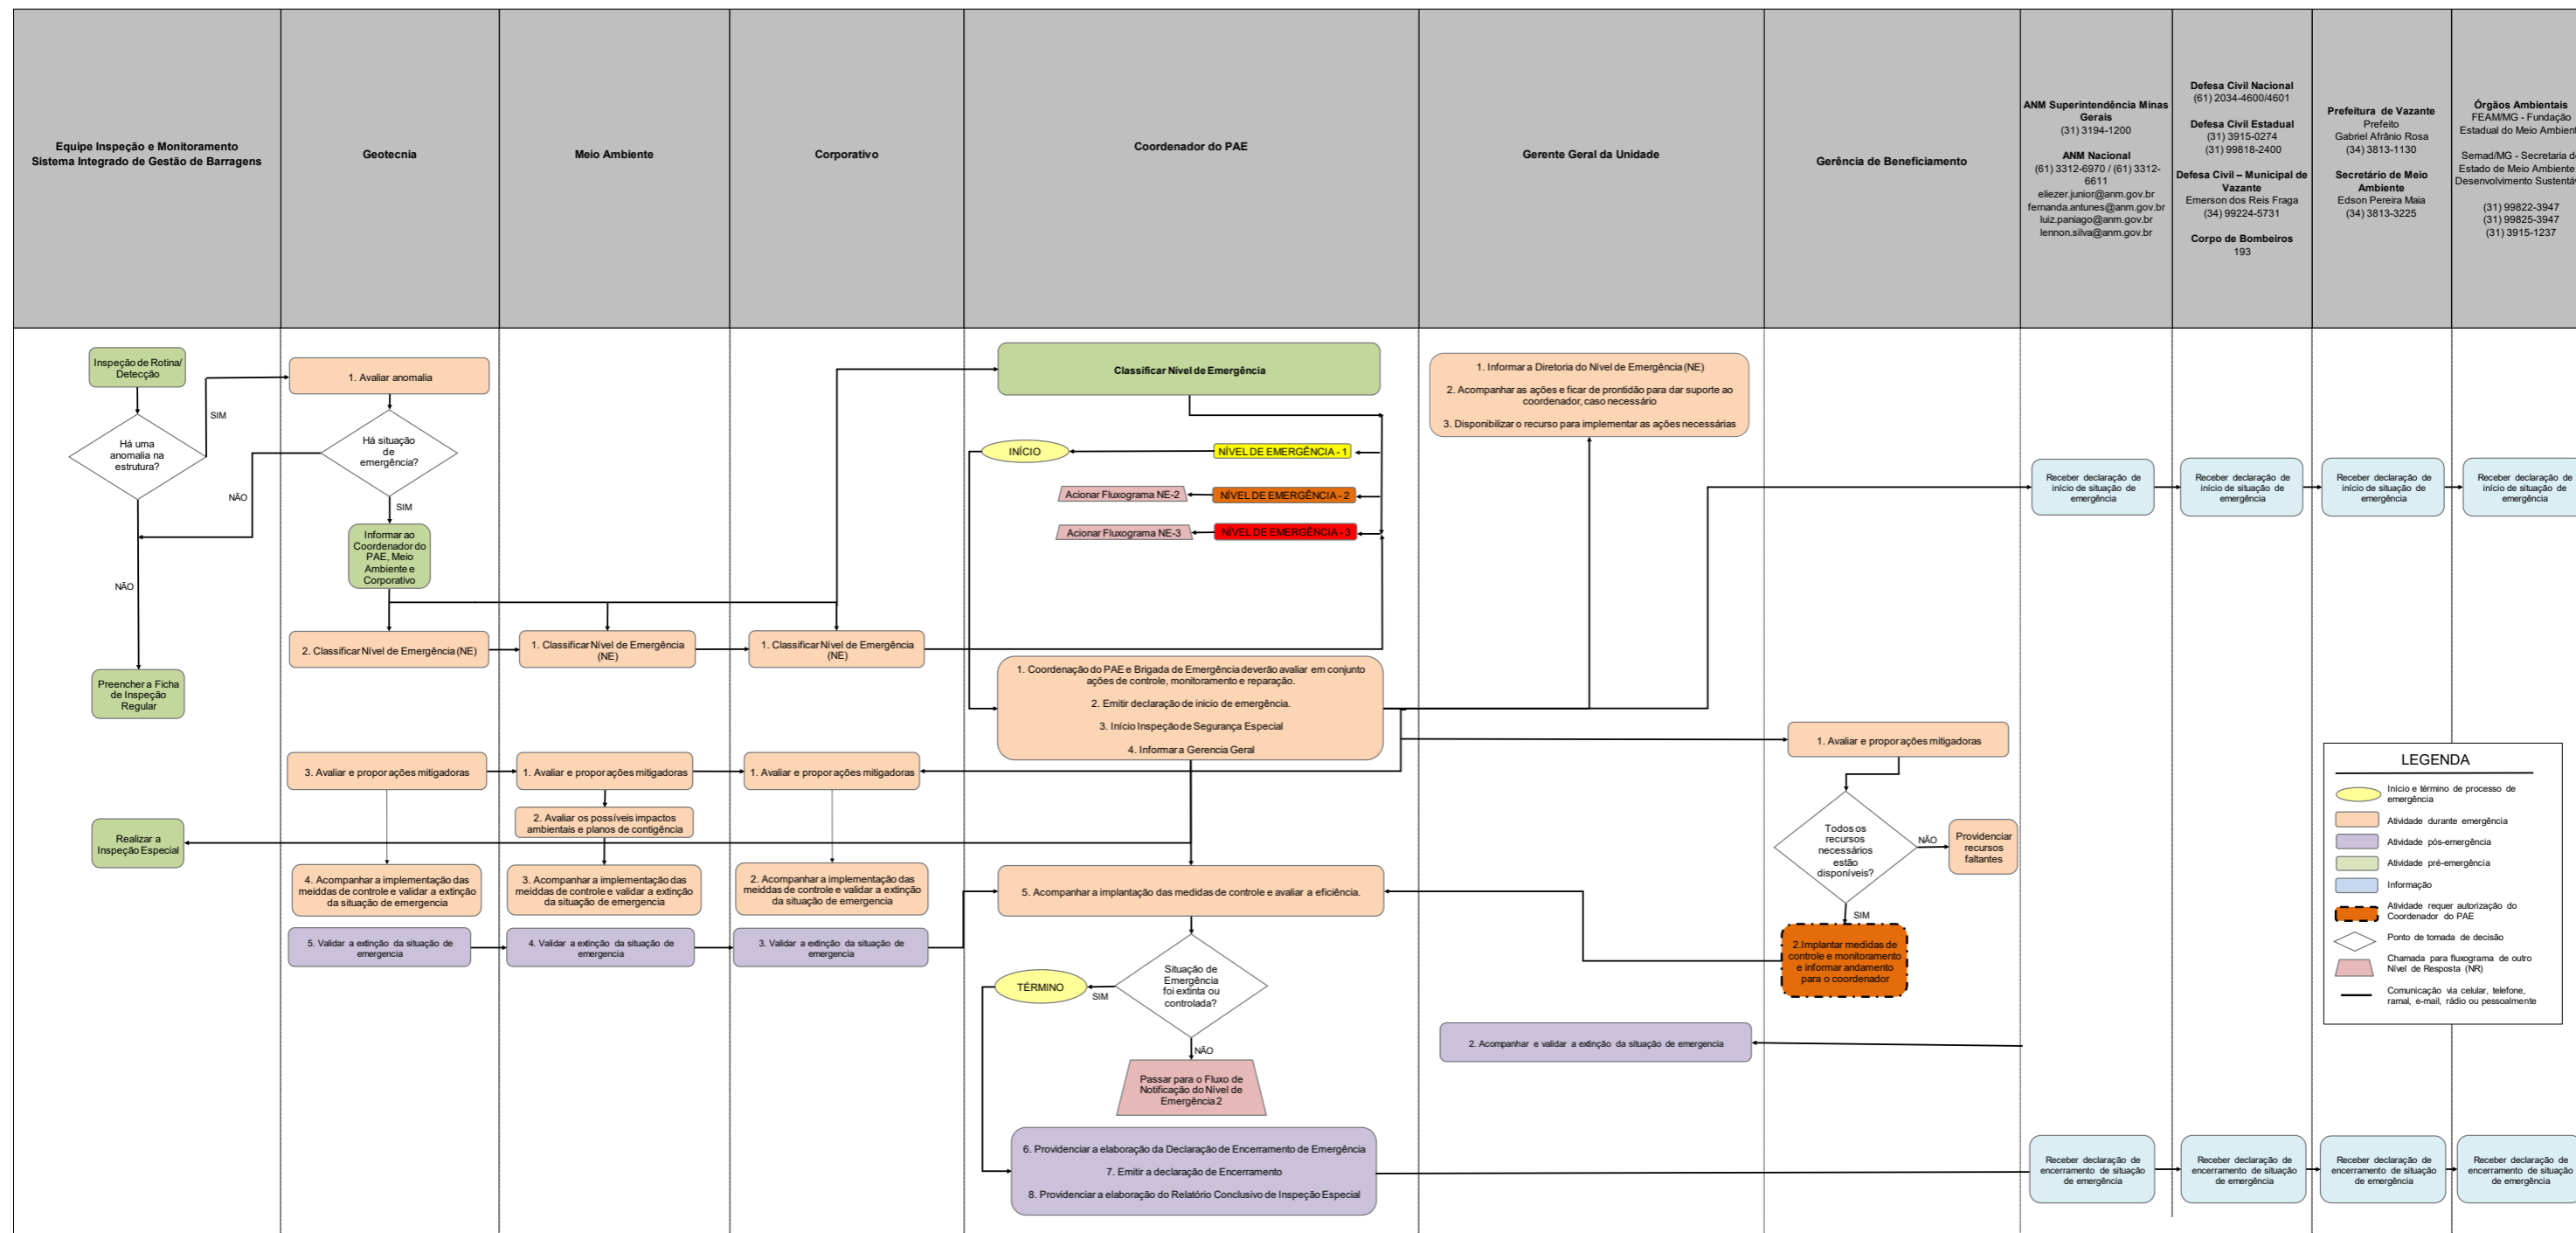 Equipe Inspeção e Monitoramento
Sistema Integrado de Gestão de Barragens
Geotecnia
Meio Ambiente
Corporativo
Coordenador do PAE
Gerente Geral da Unidade
Gerência de Beneficiamento
ANM Superintendência Minas
Gerais
(31) 3194-1200
ANM Nacional
(61) 3312-6970 / (61) 3312-
6611
eliezer.junior@anm.gov.br
fernanda.antunes@anm.gov.br
luiz.paniago@anm.gov.br
lennon.silva@anm.gov.br
Defesa Civil Nacional
(61) 2034-4600/4601
Defesa Civil Estadual
(31) 3915-0274
(31) 99818-2400
Defesa Civil – Municipal de
Vazante
Emerson dos Reis Fraga
(34) 99224-5731
Corpo de Bombeiros
193
Prefeitura de Vazante
Prefeito
Gabriel Afrânio Rosa
(34) 3813-1130
Secretário de Meio
Ambiente
Edson Pereira Maia
(34) 3813-3225
Órgãos Ambientais
FEAM/MG - Fundação
Estadual do Meio Ambient
Semad/MG - Secretaria d
Estado de Meio Ambiente
Desenvolvimento Sustentáv
(31) 99822-3947
(31) 99825-3947
(31) 3915-1237
Inspeção de Rotina/
Detecção
Há uma
anomalia na
estrutura?
SIM
NÃO
Preencher a Ficha
de Inspeção
Regular
Realizar a
Inspeção Especial
1. Avaliar anomalia
Há situação
de
emergência?
NÃO
SIM
Informar ao
Coordenador do
PAE, Meio
Ambiente e
Corporativo
2. Classificar Nível de Emergência (NE)
1. Classificar Nível de Emergência
(NE)
1. Classificar Nível de Emergência
(NE)
3. Avaliar e propor ações mitigadoras
1. Avaliar e propor ações mitigadoras
1. Avaliar e propor ações mitigadoras
2. Avaliar os possíveis impactos
ambientais e planos de contigência
4. Acompanhar a implementação das
meiddas de controle e validar a extinção
da situação de emergencia
3. Acompanhar a implementação das
meiddas de controle e validar a extinção
da situação de emergencia
2. Acompanhar a implementação das
meiddas de controle e validar a extinção
da situação de emergencia
5. Validar a extinção da situação de
emergencia
4. Validar a extinção da situação de
emergencia
3. Validar a extinção da situação de
emergencia
Classificar Nível de Emergência
INÍCIO
NÍVEL DE EMERGÊNCIA - 1
Acionar Fluxograma NE-2
NÍVEL DE EMERGÊNCIA - 2
Acionar Fluxograma NE-3
NÍVEL DE EMERGÊNCIA - 3
1. Coordenação do PAE e Brigada de Emergência deverão avaliar em conjunto
ações de controle, monitoramento e reparação.
2. Emitir declaração de inicio de emergência.
3. Início Inspeção de Segurança Especial
4. Informar a Gerencia Geral
5. Acompanhar a implantação das medidas de controle e avaliar a eficiência.
Situação de
Emergência
foi extinta ou
controlada?
SIM
TÉRMINO
NÃO
Passar para o Fluxo de
Notificação do Nível de
Emergência 2
6. Providenciar a elaboração da Declaração de Encerramento de Emergência
7. Emitir a declaração de Encerramento
8. Providenciar a elaboração do Relatório Conclusivo de Inspeção Especial
1. Informar a Diretoria do Nível de Emergência (NE)
2. Acompanhar as ações e ficar de prontidão para dar suporte ao
coordenador, caso necessário
3. Disponibilizar o recurso para implementar as ações necessárias
2. Acompanhar e validar a extinção da situação de emergencia
1. Avaliar e propor ações mitigadoras
Todos os
recursos
necessários
estão
disponíveis?
NÃO
Providenciar
recursos
faltantes
SIM
2.Implantar medidas de
controle e monitoramento
e informar andamento
para o coordenador
Receber declaração de
início de situação de
emergência
Receber declaração de
início de situação de
emergência
Receber declaração de
início de situação de
emergência
Receber declaração de
início de situação de
emergência
LEGENDA
Início e término de processo de
emergência
Atividade durante emergência
Atividade pós-emergência
Atividade pré-emergência
Informação
Atividade requer autorização do
Coordenador do PAE
Ponto de tomada de decisão
Chamada para fluxograma de outro
Nível de Resposta (NR)
Comunicação via celular, telefone,
ramal, e-mail, rádio ou pessoalmente
Receber declaração de
encerramento de situação
de emergência
Receber declaração de
encerramento de situação
de emergência
Receber declaração de
encerramento de situação
de emergência
Receber declaração de
encerramento de situação
de emergência